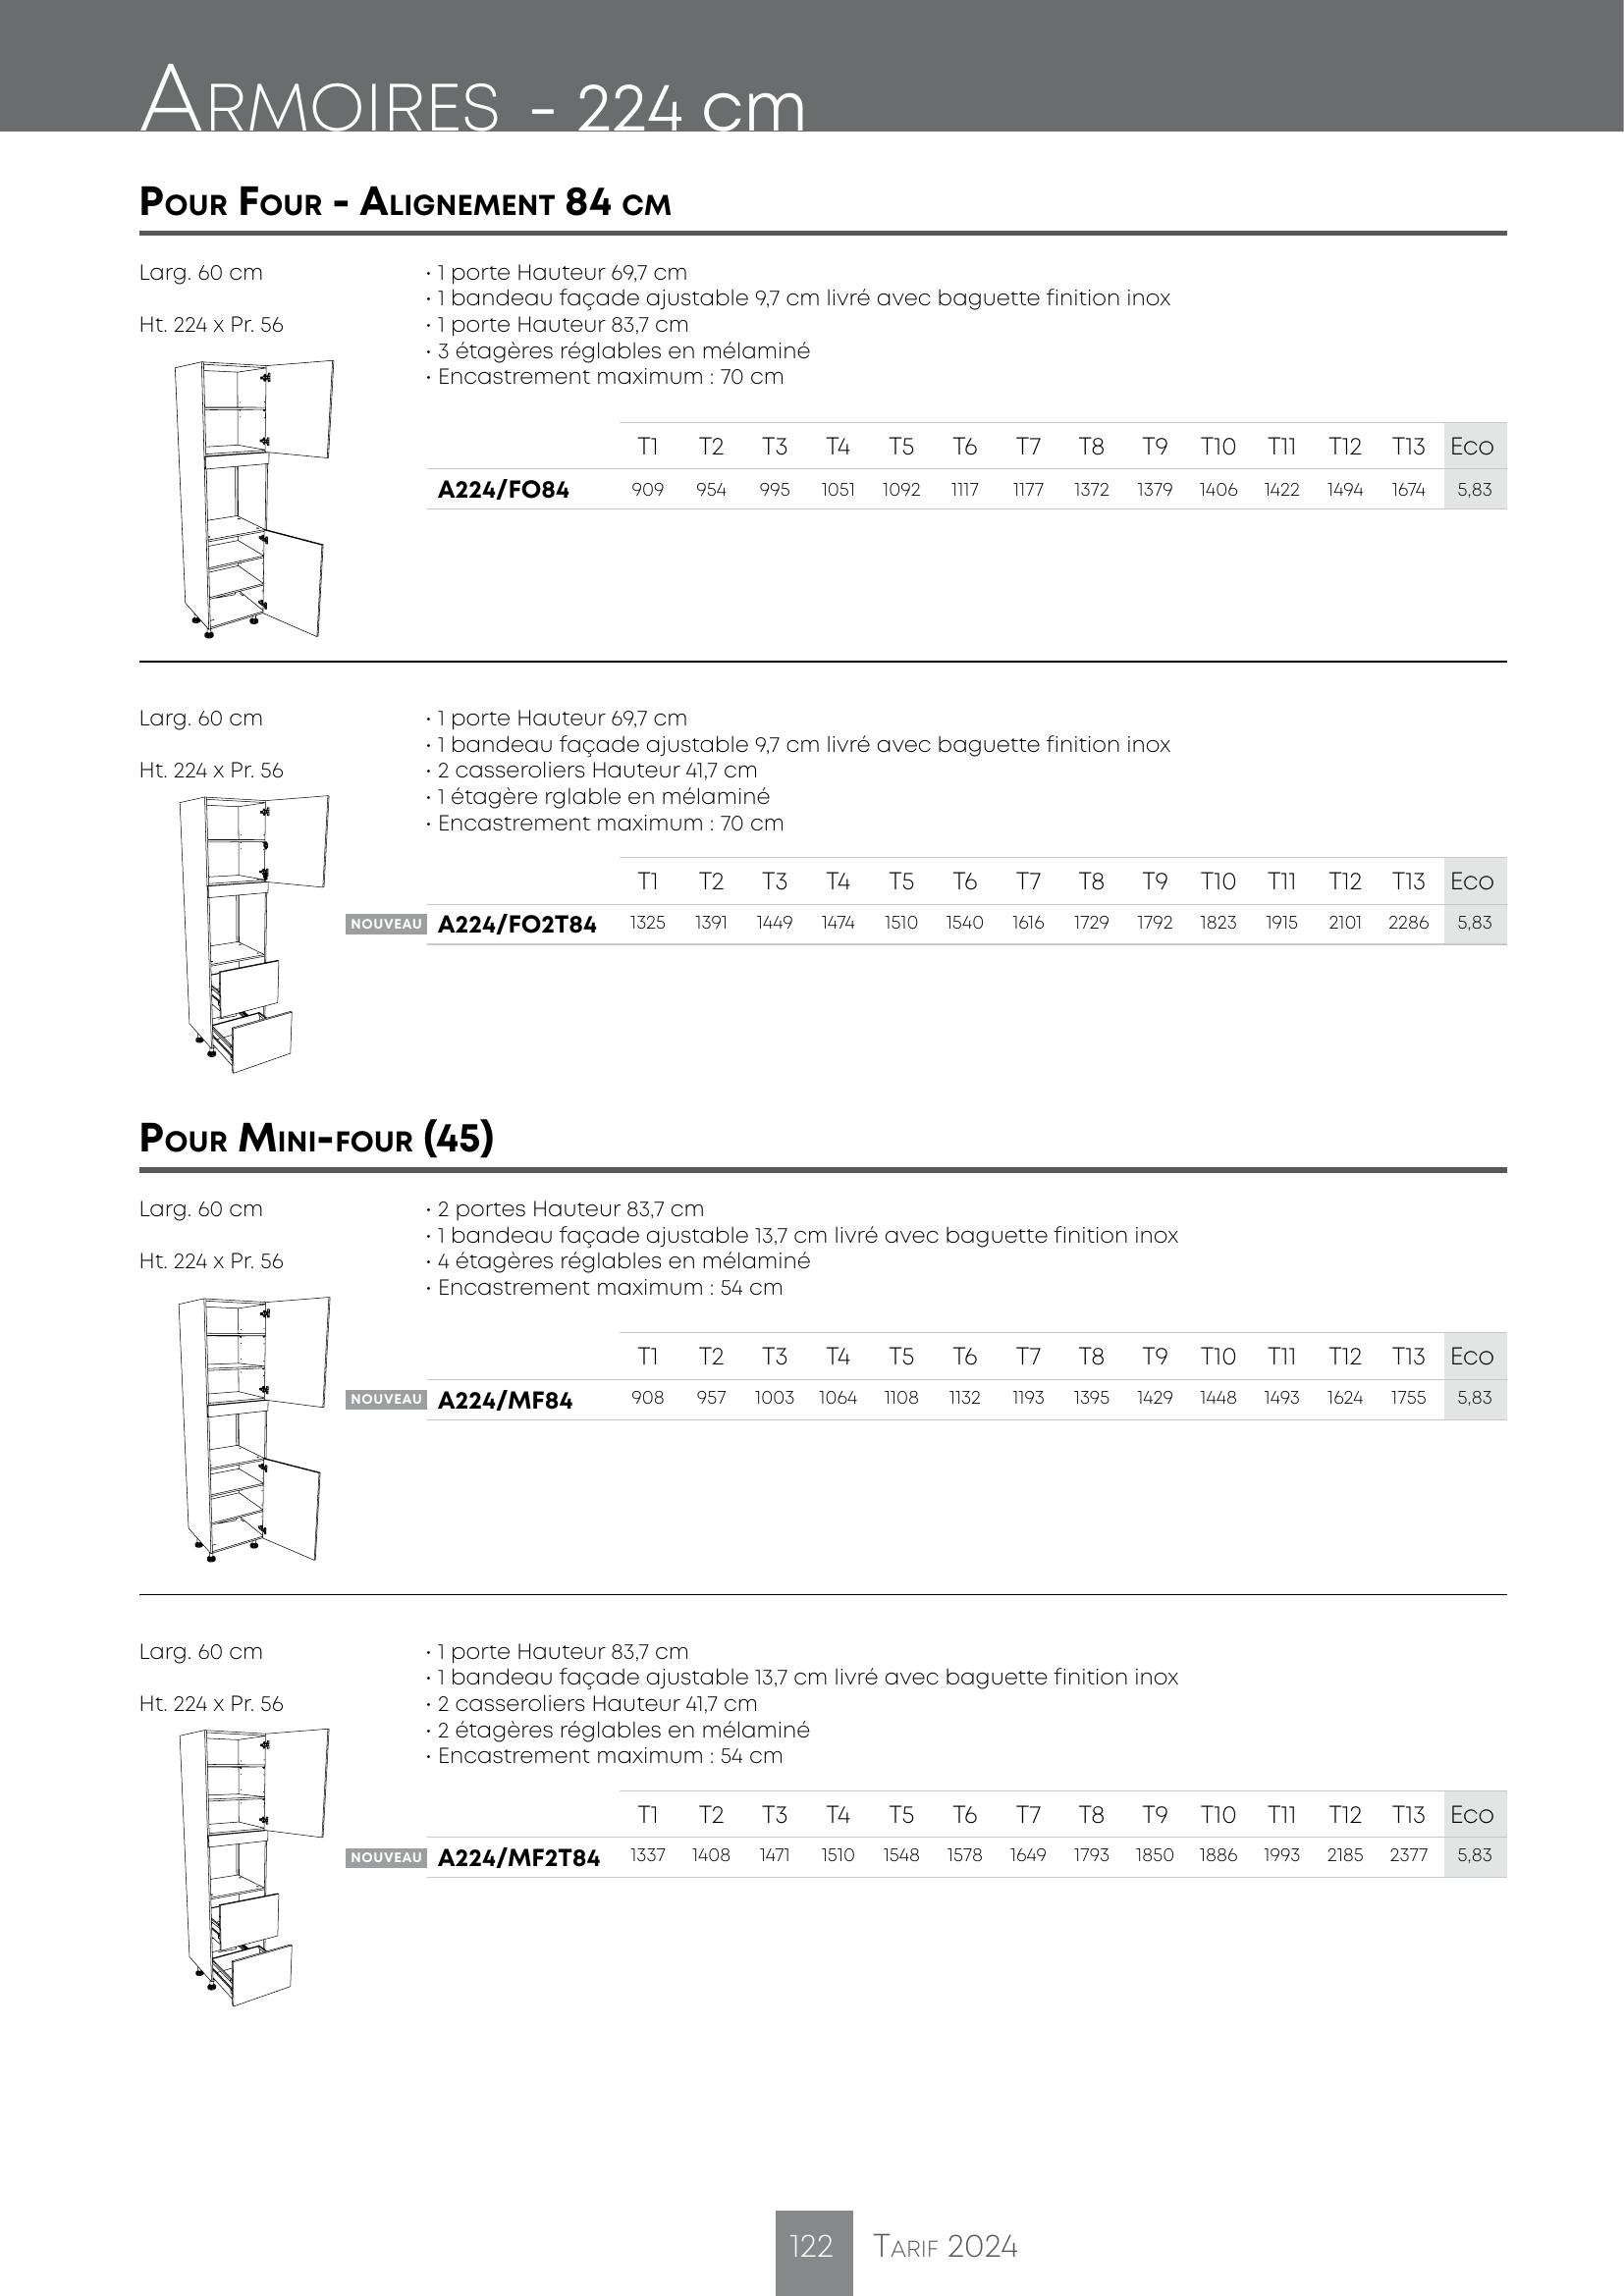 ARMOIRES - 224 cm
POUR FOUR - ALIGNEMENT 84 CM
Larg. 60 cm
Ht. 224 x Pr. 56
· 1 porte Hauteur 69,7 cm
· 1 bandeau façade ajustable 9,7 cm livré avec baguette finition inox
· 1 porte Hauteur 83,7 cm
· 3 étagères réglables en mélaminé
· Encastrement maximum : 70 cm
T1 T2 T3 T4 T5 T6 T7 T8 T9 T10 T11 T12 T13 Eco
A224/FO84 909 954 995 1051 1092 1117 1177 1372 1379 1406 1422 1494 1674 5,83
Larg. 60 cm
Ht. 224 x Pr. 56
· 1 porte Hauteur 69,7 cm
· 1 bandeau façade ajustable 9,7 cm livré avec baguette finition inox
· 2 casseroliers Hauteur 41,7 cm
· 1 étagère rglable en mélaminé
· Encastrement maximum : 70 cm
T1 T2 T3 T4 T5 T6 T7 T8 T9 T10 T11 T12 T13 Eco
NOUVEAU A224/FO2T84 1325 1391 1449 1474 1510 1540 1616 1729 1792 1823 1915 2101 2286 5,83
POUR MINI-FOUR (45)
Larg. 60 cm
Ht. 224 x Pr. 56
· 2 portes Hauteur 83,7 cm
· 1 bandeau façade ajustable 13,7 cm livré avec baguette finition inox
· 4 étagères réglables en mélaminé
· Encastrement maximum : 54 cm
T1 T2 T3 T4 T5 T6 T7 T8 T9 T10 T11 T12 T13 Eco
NOUVEAU A224/MF84 908 957 1003 1064 1108 1132 1193 1395 1429 1448 1493 1624 1755 5,83
Larg. 60 cm
Ht. 224 x Pr. 56
· 1 porte Hauteur 83,7 cm
· 1 bandeau façade ajustable 13,7 cm livré avec baguette finition inox
· 2 casseroliers Hauteur 41,7 cm
· 2 étagères réglables en mélaminé
· Encastrement maximum : 54 cm
T1 T2 T3 T4 T5 T6 T7 T8 T9 T10 T11 T12 T13 Eco
NOUVEAU A224/MF2T84 1337 1408 1471 1510 1548 1578 1649 1793 1850 1886 1993 2185 2377 5,83
122 TARIF 2024